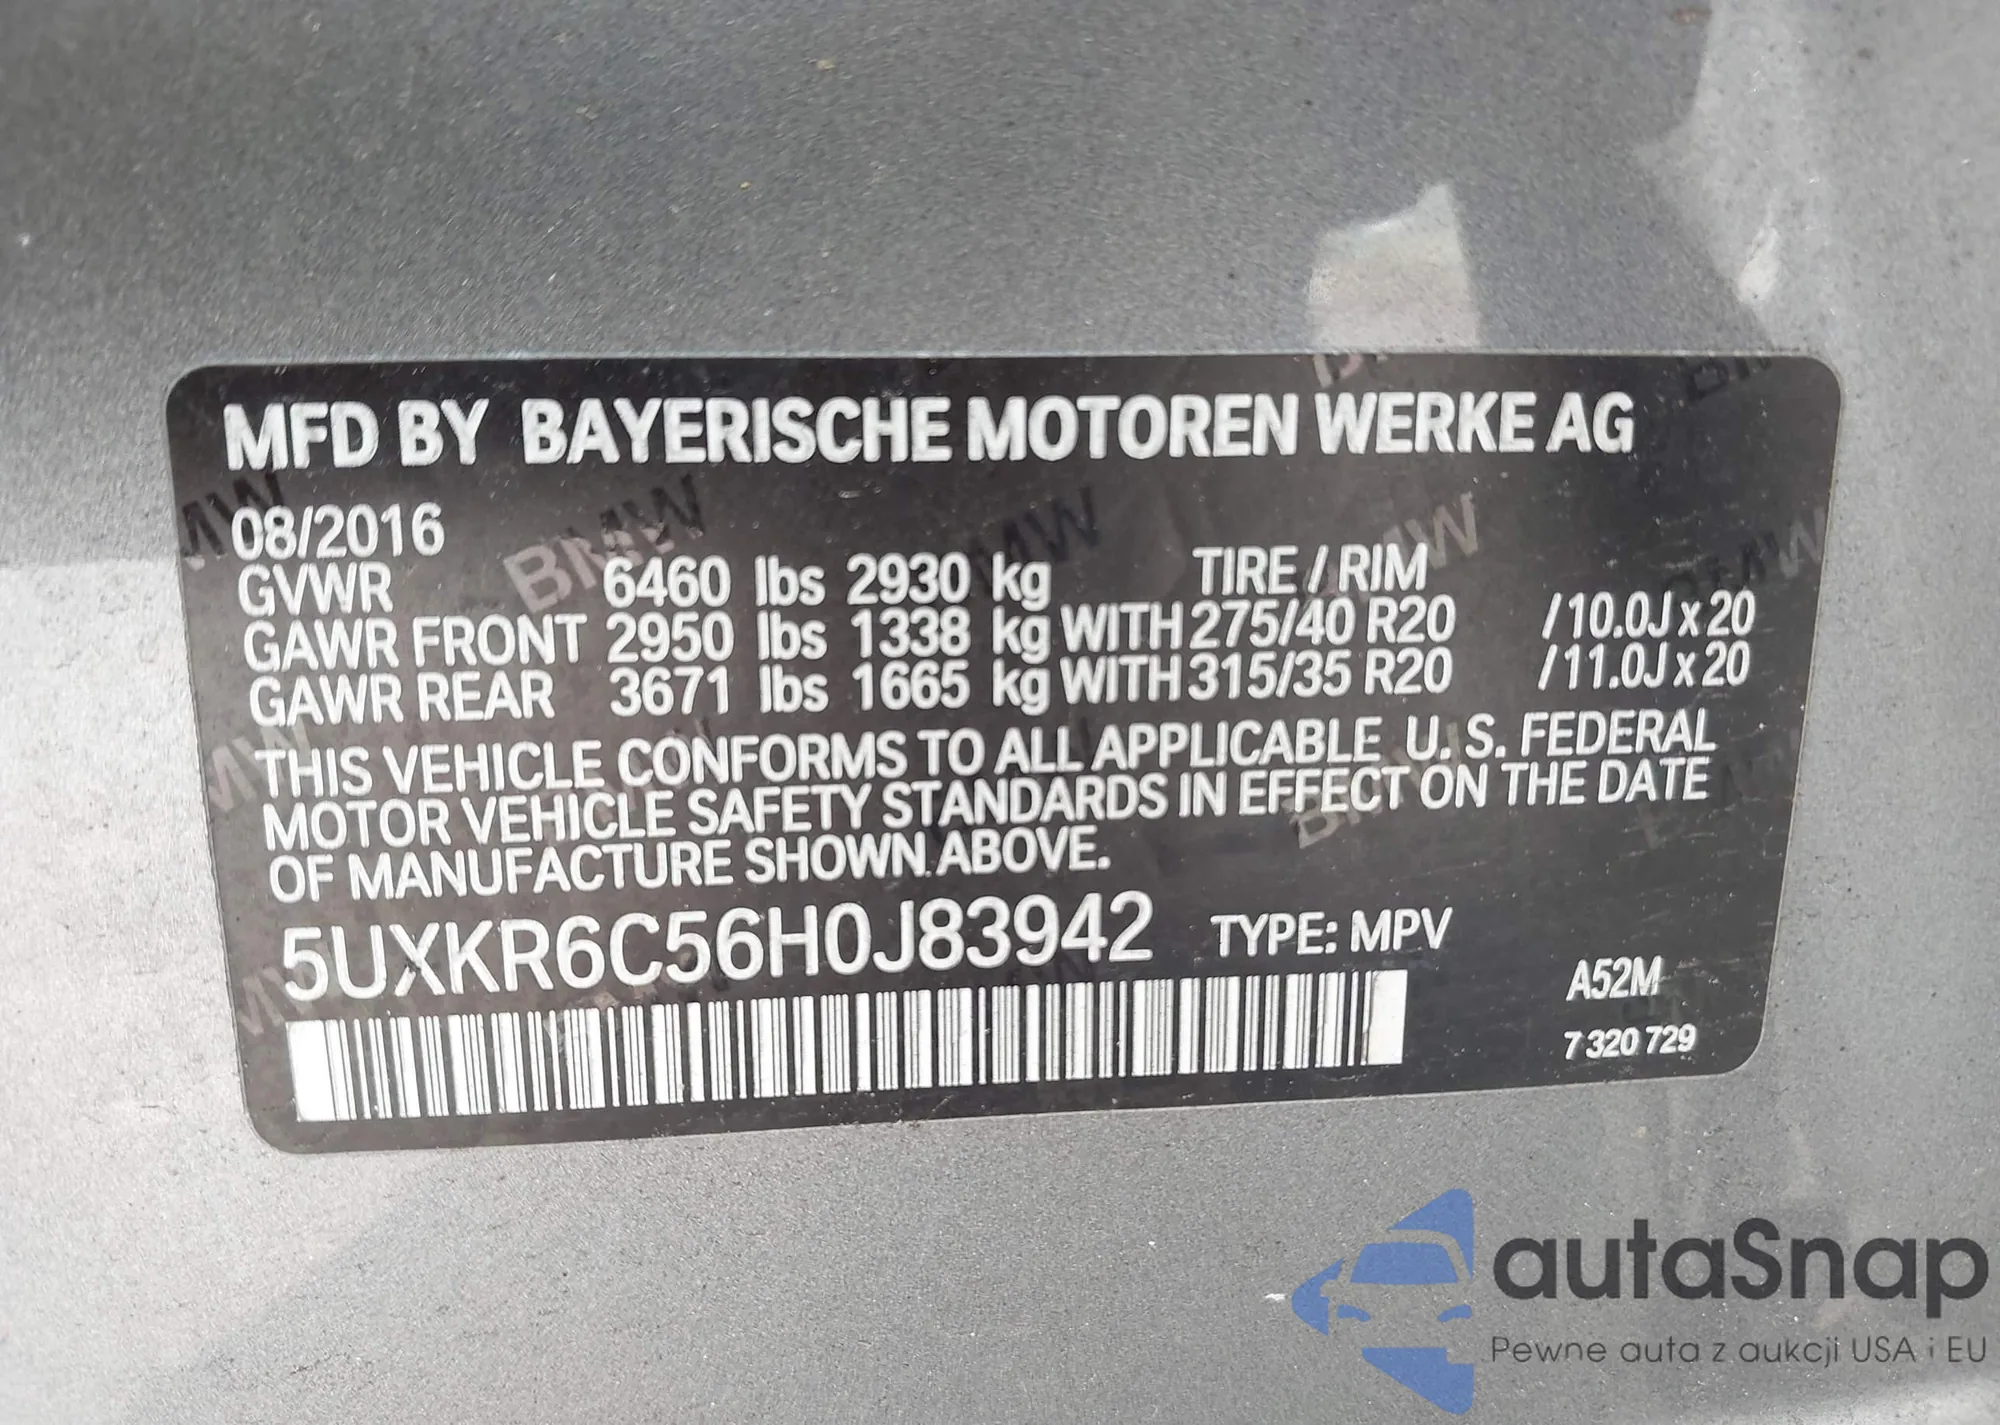 MFD BY BAYERISCHE MOTOREN WERKE AG
08/2016
GVWR 6460 lbs 2930 kg TIRE / RIM
GAWR FRONT 2950 lbs 1338 kg WITH 275/40 R20 /10.0J x 20
GAWR REAR 3671 lbs 1665 kg WITH 315/35 R20 /11.0J x 20
THIS VEHICLE CONFORMS TO ALL APPLICABLE U. S. FEDERAL
MOTOR VEHICLE SAFETY STANDARDS IN EFFECT ON THE DATE
OF MANUFACTURE SHOWN ABOVE.
5UXKR6C56H0J83942 TYPE: MPV
A52M
7 320 729
autaSnap
Pewne auta z aukcji USA i EU